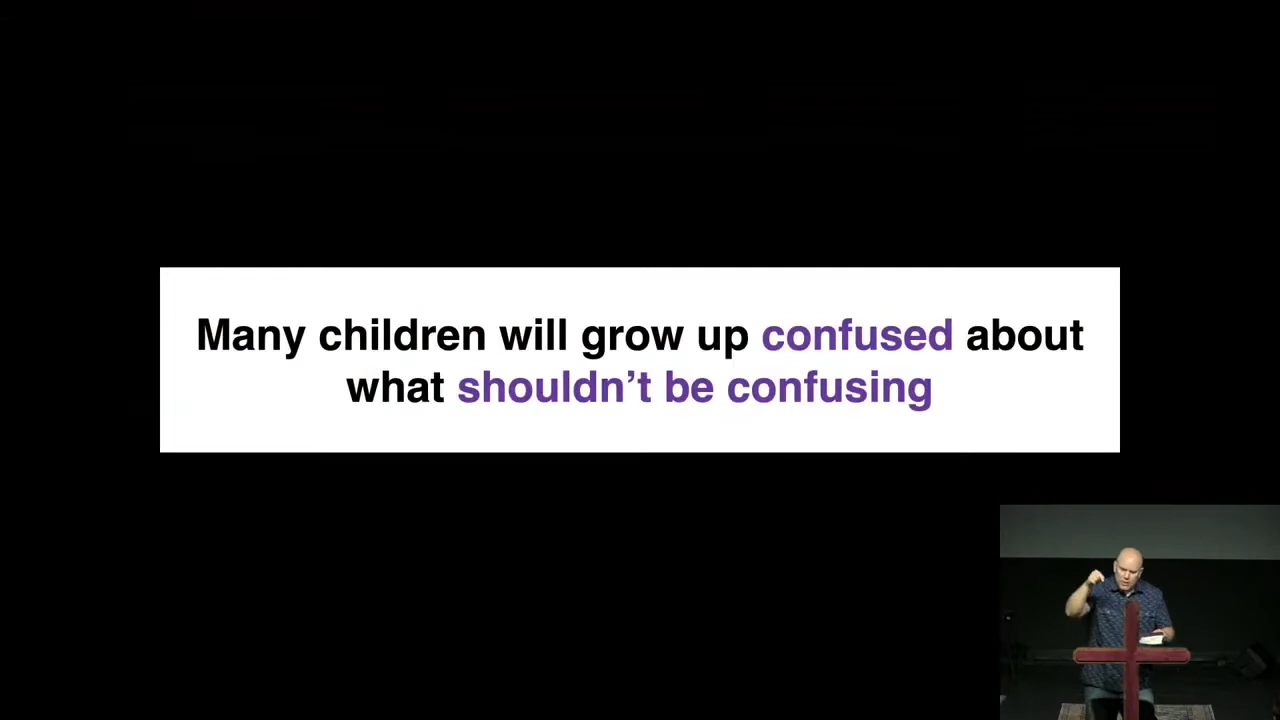 Many children will grow up confused about
what shouldn’t be confusing